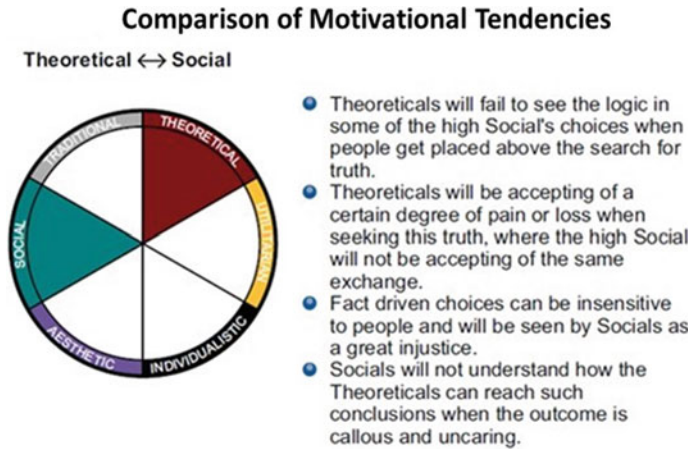 Comparison of Motivational Tendencies
Theoretical ↔ Social
TRADITIONAL
THEORETICAL
UTILITARIAN
INDIVIDUALISTIC
AESTHETIC
SOCIAL
Theoreticals will fail to see the logic in
some of the high Social's choices when
people get placed above the search for
truth.
Theoreticals will be accepting of a
certain degree of pain or loss when
seeking this truth, where the high Social
will not be accepting of the same
exchange.
Fact driven choices can be insensitive
to people and will be seen by Socials as
a great injustice.
Socials will not understand how the
Theoreticals can reach such
conclusions when the outcome is
callous and uncaring.